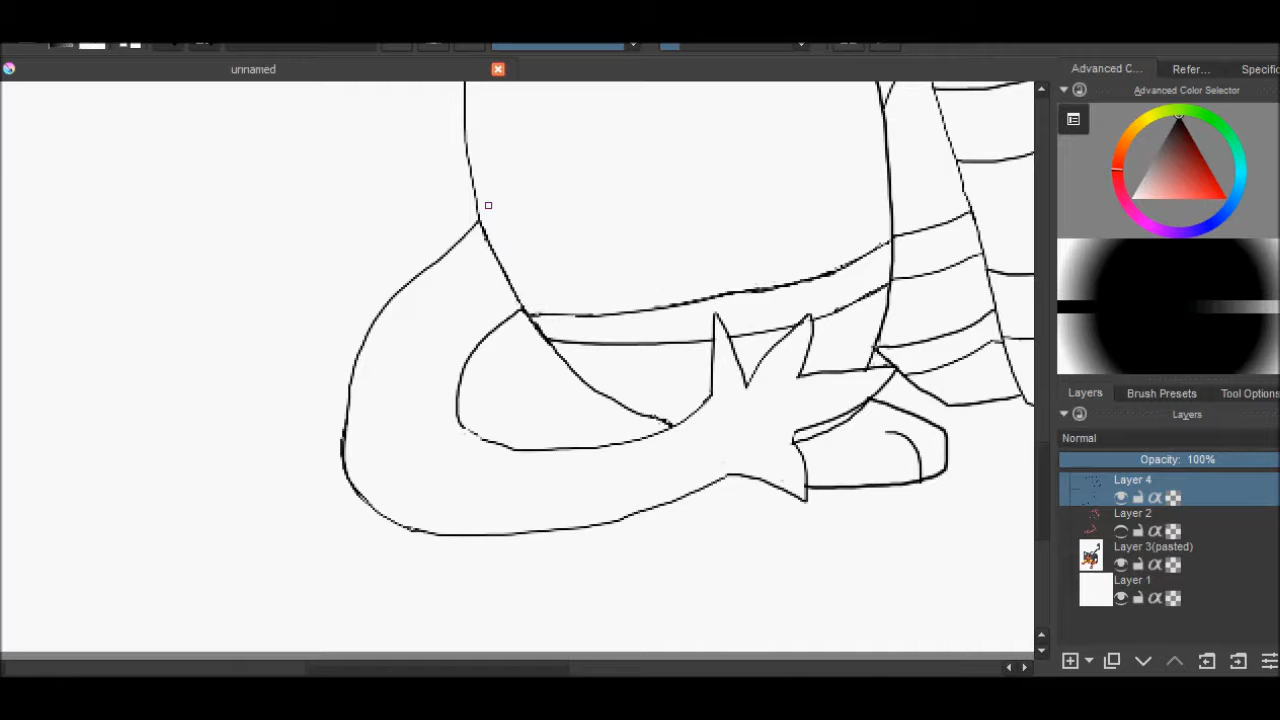 unnamed
Advanced C...
Refer...
Specific
Advanced Color Selector
Layers
Brush Presets
Tool Options
Layers
Normal
Opacity: 100%
Layer 4
Layer 2
Layer 3(pasted)
Layer 1